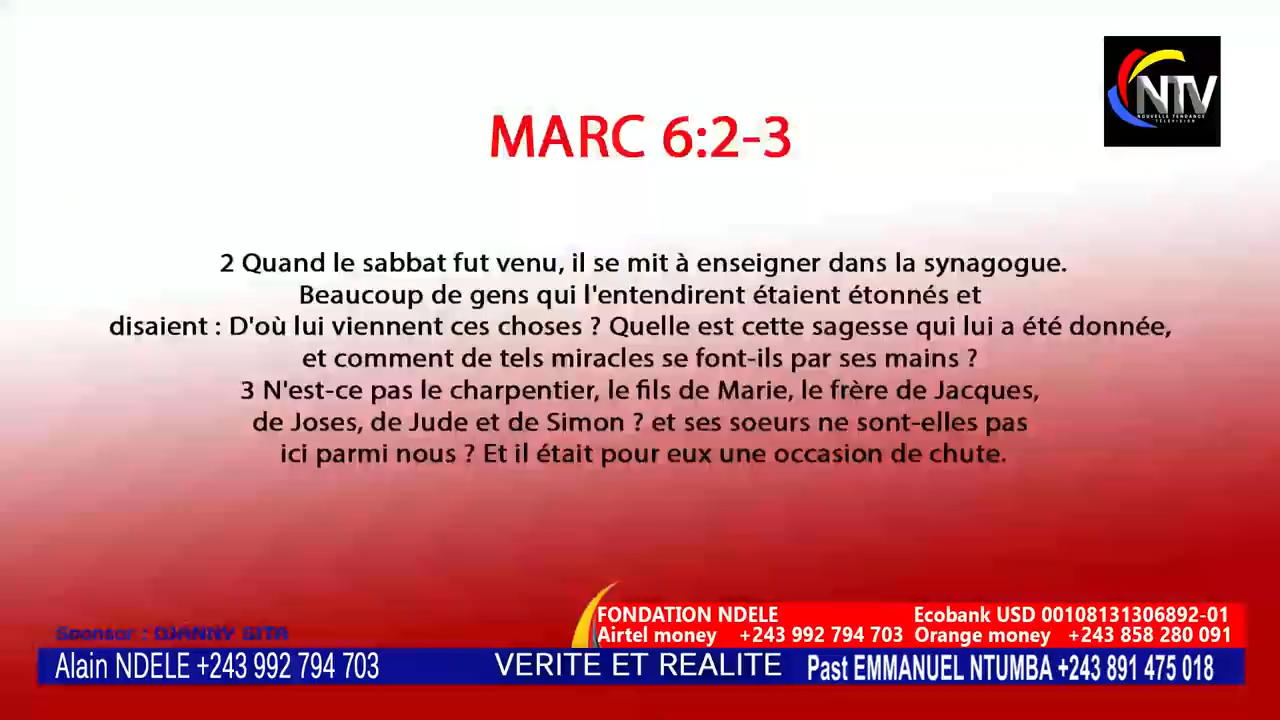 NTV
NOUVELLE TENDANCE
TELEVISION
MARC 6:2-3
2 Quand le sabbat fut venu, il se mit à enseigner dans la synagogue.
Beaucoup de gens qui l'entendirent étaient étonnés et
disaient : D'où lui viennent ces choses ? Quelle est cette sagesse qui lui a été donnée,
et comment de tels miracles se font-ils par ses mains ?
3 N'est-ce pas le charpentier, le fils de Marie, le frère de Jacques,
de Joses, de Jude et de Simon ? et ses soeurs ne sont-elles pas
ici parmi nous ? Et il était pour eux une occasion de chute.
FONDATION NDELE Ecobank USD 00108131306892-01
Airtel money +243 992 794 703 Orange money +243 858 280 091
Sponsor : DJANNY SITA
Alain NDELE +243 992 794 703 VERITE ET REALITE Past EMMANUEL NTUMBA +243 891 475 018